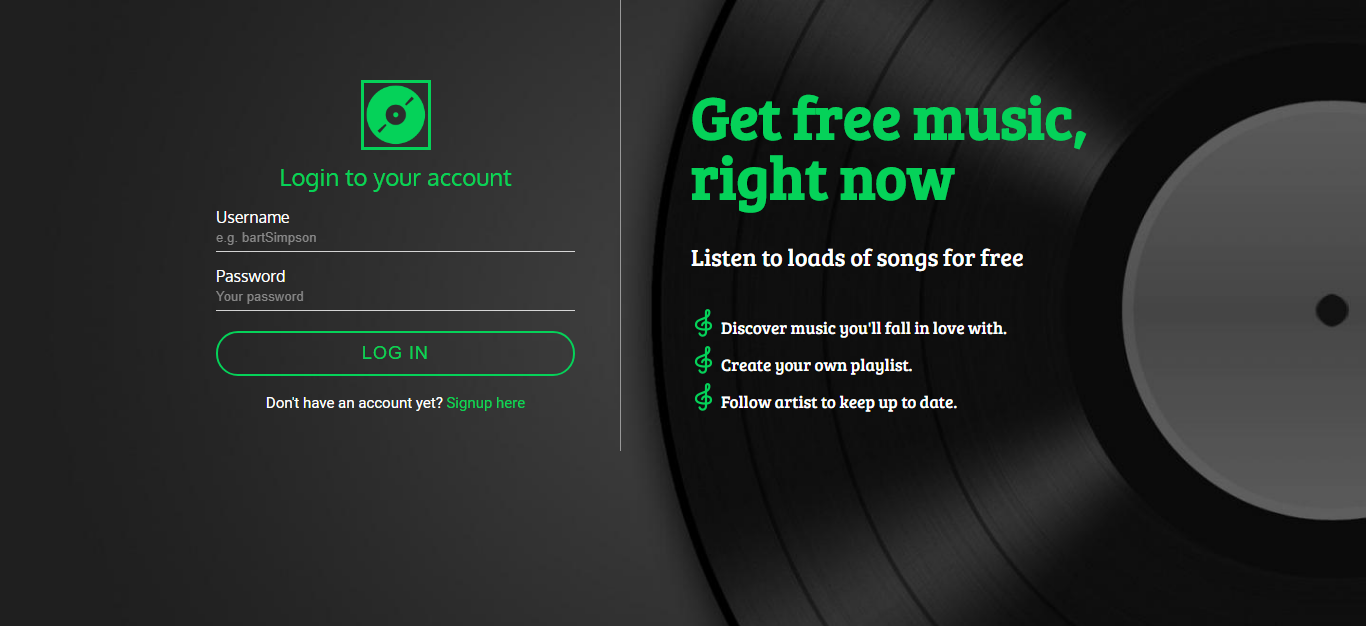 Login to your account
Username
e.g. bartSimpson
Password
Your password
LOG IN
Don't have an account yet? Signup here
Get free music,
right now
Listen to loads of songs for free
Discover music you'll fall in love with.
Create your own playlist.
Follow artist to keep up to date.